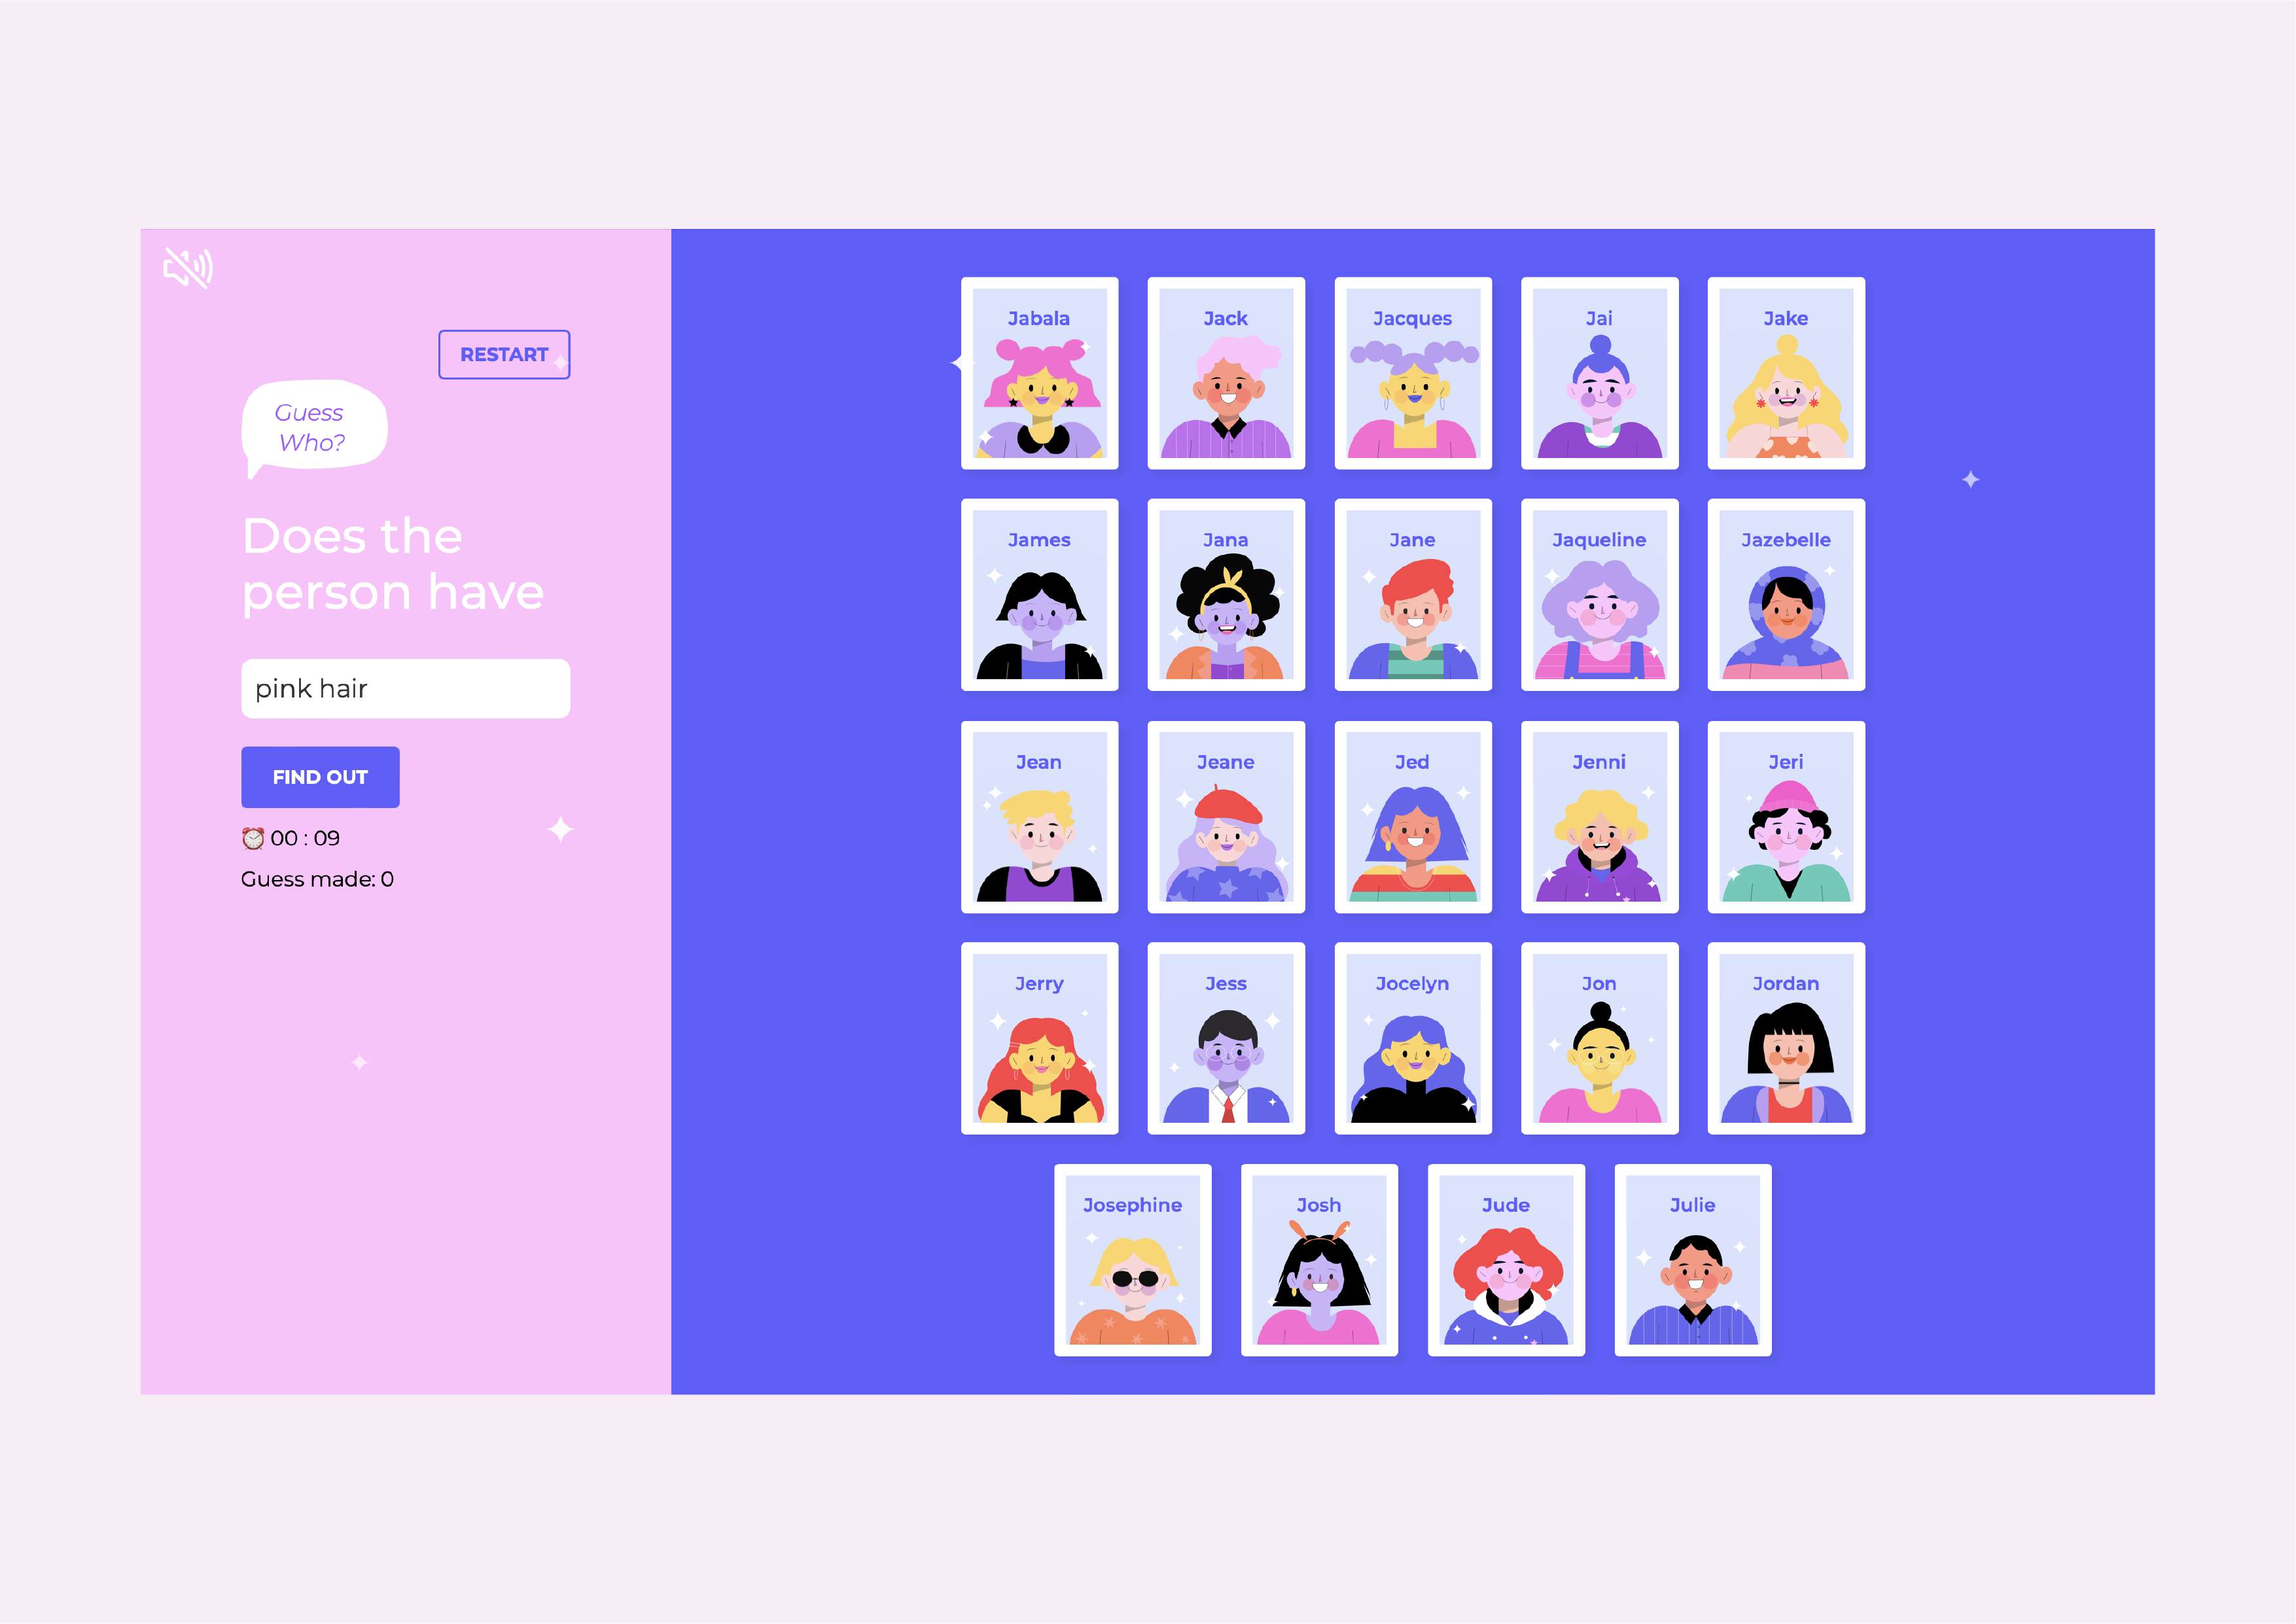 RESTART
Guess
Who?
Does the
person have
pink hair
FIND OUT
00 : 09
Guess made: 0
Jabala
Jack
Jacques
Jai
Jake
James
Jana
Jane
Jaqueline
Jazebelle
Jean
Jeane
Jed
Jenni
Jeri
Jerry
Jess
Jocelyn
Jon
Jordan
Josephine
Josh
Jude
Julie